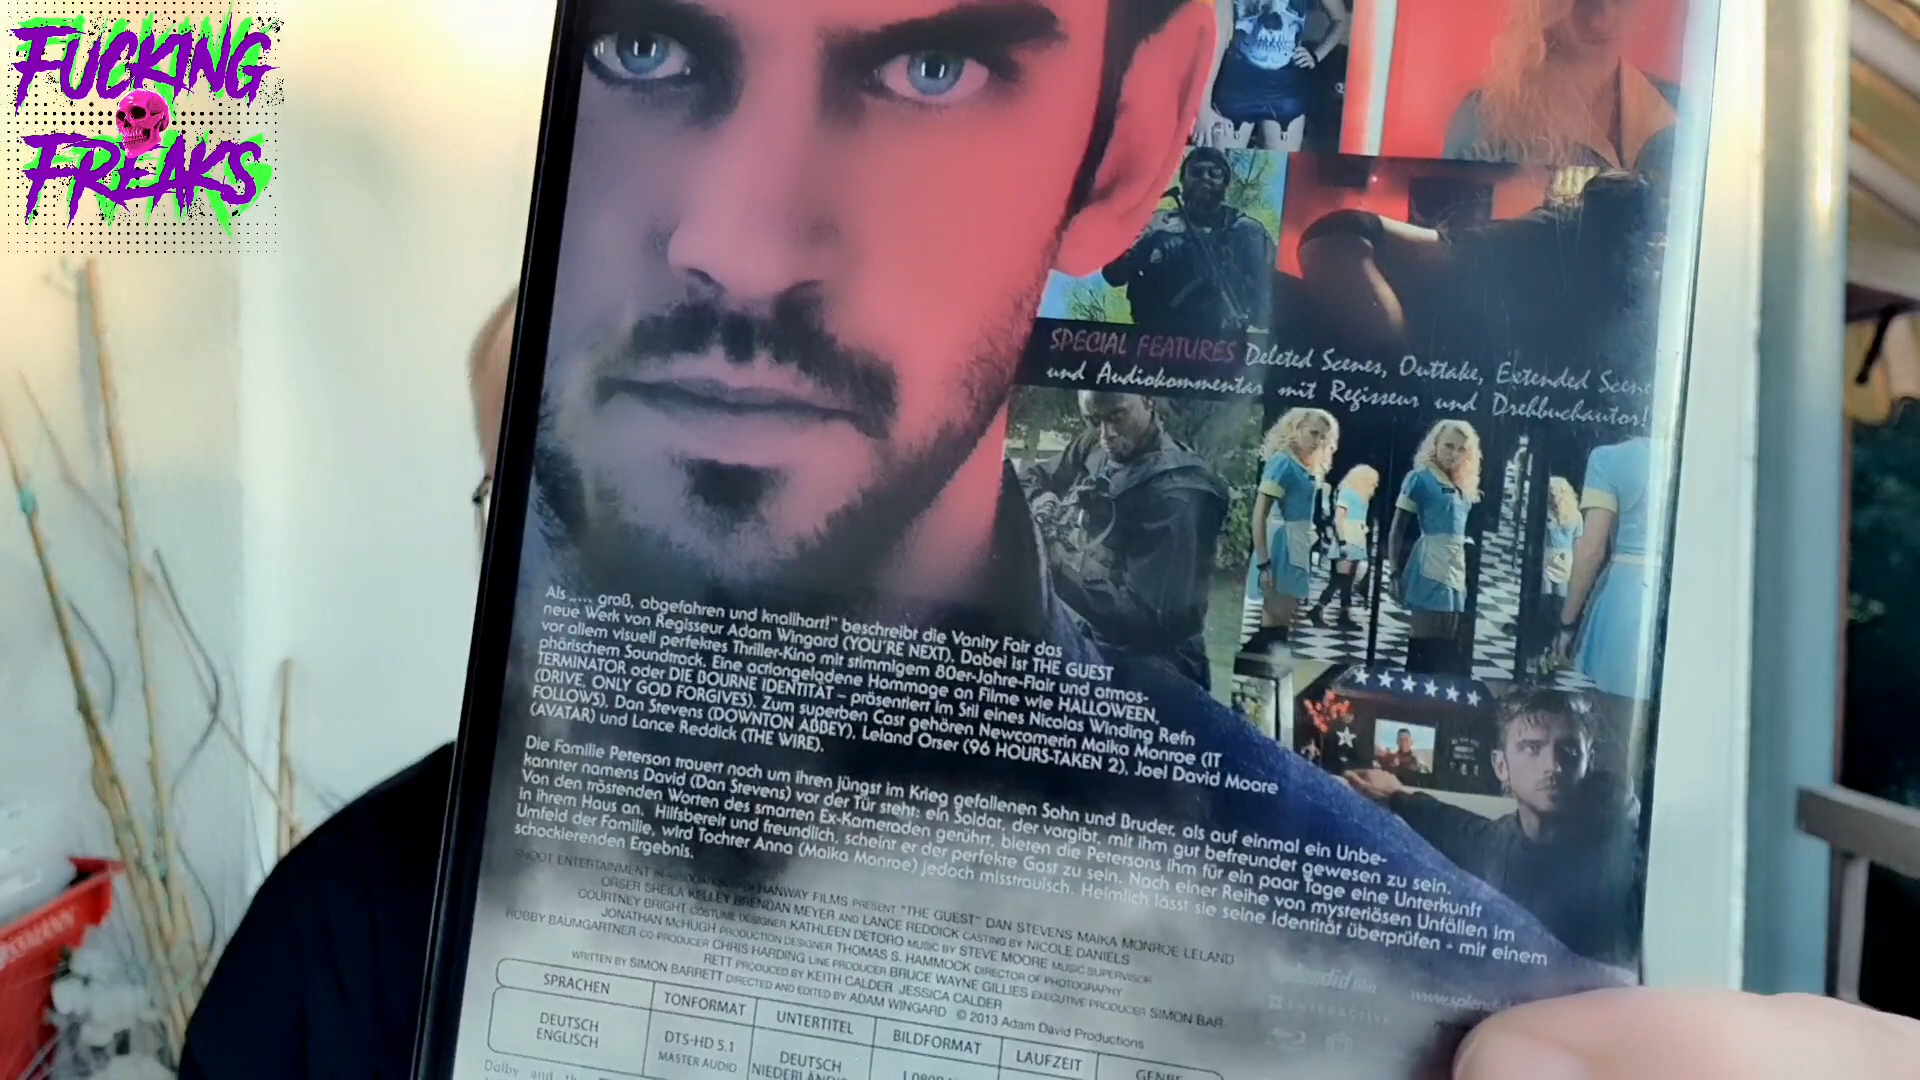 FUCKING
FREAKS
SPECIAL FEATURES Deleted Scenes, Outtake, Extended Scene
und Audiokommentar mit Regisseur und Drehbuchautor!
Als „... groß, abgefahren und knallhart!" beschreibt die Vanity Fair das
neue Werk von Regisseur Adam Wingard (YOU'RE NEXT). Dabei ist THE GUEST
vor allem visuell perfektes Thriller-Kino mit stimmigem 80er-Jahre-Flair und atmos-
phärischem Soundtrack. Eine actiongeladene Hommage an Filme wie HALLOWEEN,
TERMINATOR oder DIE BOURNE IDENTITÄT – präsentiert im Stil eines Nicolas Winding Refn
(DRIVE, ONLY GOD FORGIVES). Zum superben Cast gehören Newcomerin Maika Monroe (IT
FOLLOWS), Dan Stevens (DOWNTON ABBEY), Leland Orser (96 HOURS-TAKEN 2), Joel David Moore
(AVATAR) und Lance Reddick (THE WIRE).
Die Familie Peterson trauert noch um ihren jüngst im Krieg gefallenen Sohn und Bruder, als auf einmal ein Unbe-
kannter namens David (Dan Stevens) vor der Tür steht: ein Soldat, der vorgibt, mit ihm gut befreundet gewesen zu sein.
Von den tröstenden Worten des smarten Ex-Kameraden gerührt, bieten die Petersons ihm für ein paar Tage eine Unterkunft
in ihrem Haus an. Hilfsbereit und freundlich, scheint er der perfekte Gast zu sein. Nach einer Reihe von mysteriösen Unfällen im
Umfeld der Familie, wird Tochter Anna (Maika Monroe) jedoch misstrauisch. Heimlich lässt sie seine Identität überprüfen - mit einem
schockierenden Ergebnis.
SNOOT ENTERTAINMENT IN ASSOCIATION WITH HANWAY FILMS PRESENT "THE GUEST" DAN STEVENS MAIKA MONROE LELAND
ORSER SHEILA KELLEY BRENDAN MEYER AND LANCE REDDICK CASTING BY NICOLE DANIELS
COURTNEY BRIGHT COSTUME DESIGNER KATHLEEN DETORO MUSIC BY STEVE MOORE MUSIC SUPERVISOR
JONATHAN McHUGH PRODUCTION DESIGNER THOMAS S. HAMMOCK DIRECTOR OF PHOTOGRAPHY
ROBBY BAUMGARTNER CO-PRODUCER CHRIS HARDING LINE PRODUCER BRUCE WAYNE GILLIES EXECUTIVE PRODUCER SIMON BAR-
RETT PRODUCED BY KEITH CALDER JESSICA CALDER
WRITTEN BY SIMON BARRETT DIRECTED AND EDITED BY ADAM WINGARD © 2013 Adam David Productions
splendid film
SPRACHEN TONFORMAT UNTERTITEL BILDFORMAT LAUFZEIT GENRE
DEUTSCH DTS-HD 5.1 DEUTSCH
ENGLISCH MASTER AUDIO
Dolby and the